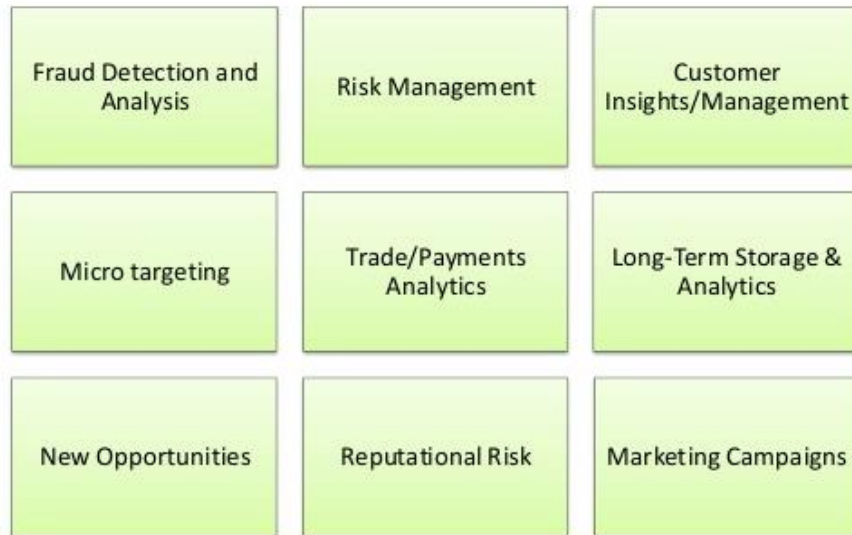 Fraud Detection and
Analysis
Risk Management
Customer
Insights/Management
Micro targeting
Trade/Payments
Analytics
Long-Term Storage &
Analytics
New Opportunities
Reputational Risk
Marketing Campaigns